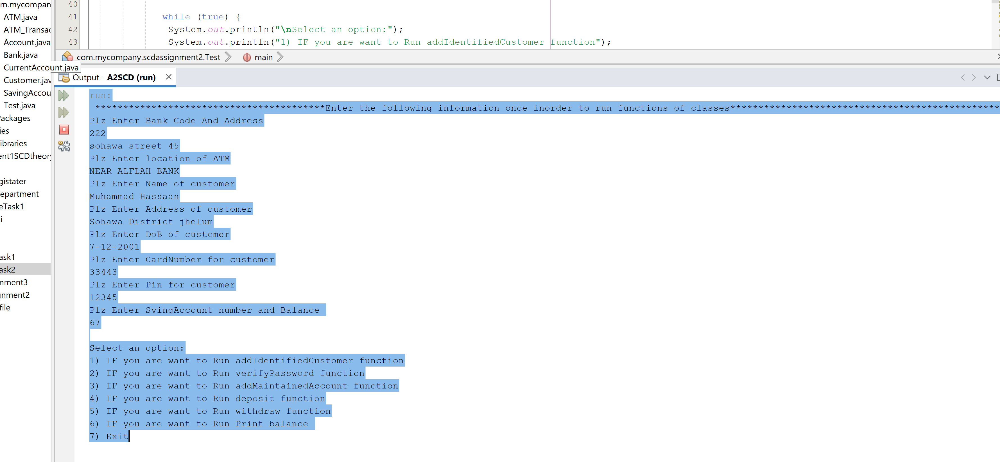 m.mycompan
ATM.java
ATM_Transac
Account.java
Bank.java
CurrentAccount.java
Customer.jav
SavingAccou
Test.java
Packages
ies
ibraries
ent1SCDtheory
gistater
epartment
eTask1
i
ask1
ask2
nment3
gnment2
file
40
41 while (true) {
42 System.out.println("\nSelect an option:");
43 System.out.println("1) IF you are want to Run addIdentifiedCustomer function");
com.mycompany.scdassignment2.Test main
Output - A2SCD (run)
run:
*****************************************Enter the following information once inorder to run functions of classes************************************************
Plz Enter Bank Code And Address
222
sohawa street 45
Plz Enter location of ATM
NEAR ALFLAH BANK
Plz Enter Name of customer
Muhammad Hassaan
Plz Enter Address of customer
Sohawa District jhelum
Plz Enter DoB of customer
7-12-2001
Plz Enter CardNumber for customer
33443
Plz Enter Pin for customer
12345
Plz Enter SvingAccount number and Balance
67
Select an option:
1) IF you are want to Run addIdentifiedCustomer function
2) IF you are want to Run verifyPassword function
3) IF you are want to Run addMaintainedAccount function
4) IF you are want to Run deposit function
5) IF you are want to Run withdraw function
6) IF you are want to Run Print balance
7) Exit